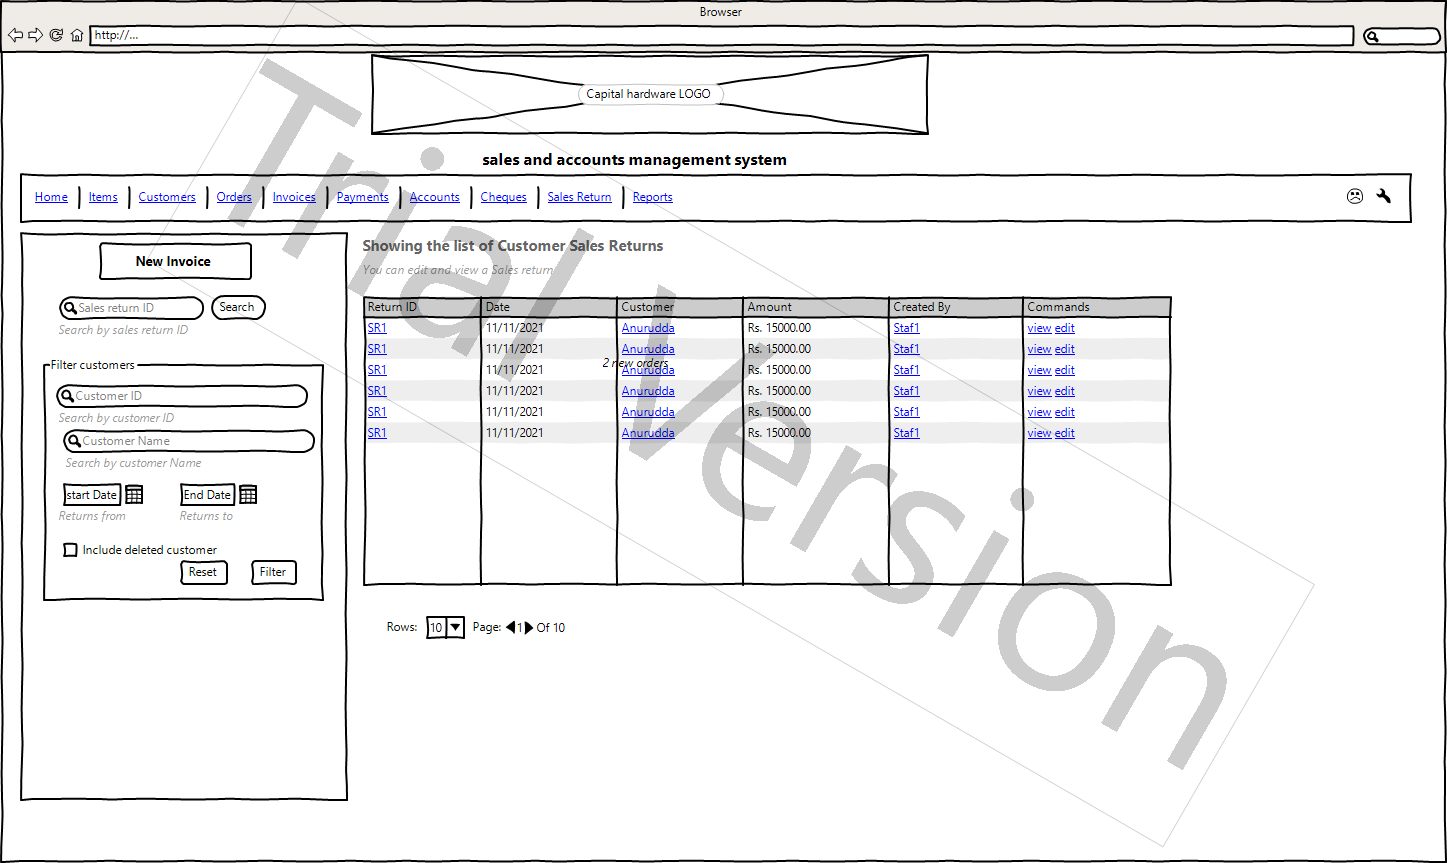 Browser
http://...
Capital hardware LOGO
sales and accounts management system
Home Items Customers Orders Invoices Payments Accounts Cheques Sales Return Reports
New Invoice
Sales return ID Search
Search by sales return ID
Filter customers
Customer ID
Search by customer ID
Customer Name
Search by customer Name
start Date End Date
Returns from Returns to
Include deleted customer
Reset Filter
Showing the list of Customer Sales Returns
You can edit and view a Sales return
Return ID Date Customer Amount Created By Commands
SR1 11/11/2021 Anurudda Rs. 15000.00 Staf1 view edit
SR1 11/11/2021 Anurudda Rs. 15000.00 Staf1 view edit
2 new orders
SR1 11/11/2021 Anurudda Rs. 15000.00 Staf1 view edit
SR1 11/11/2021 Anurudda Rs. 15000.00 Staf1 view edit
SR1 11/11/2021 Anurudda Rs. 15000.00 Staf1 view edit
SR1 11/11/2021 Anurudda Rs. 15000.00 Staf1 view edit
Rows: 10 Page: 1 Of 10
Trial Version